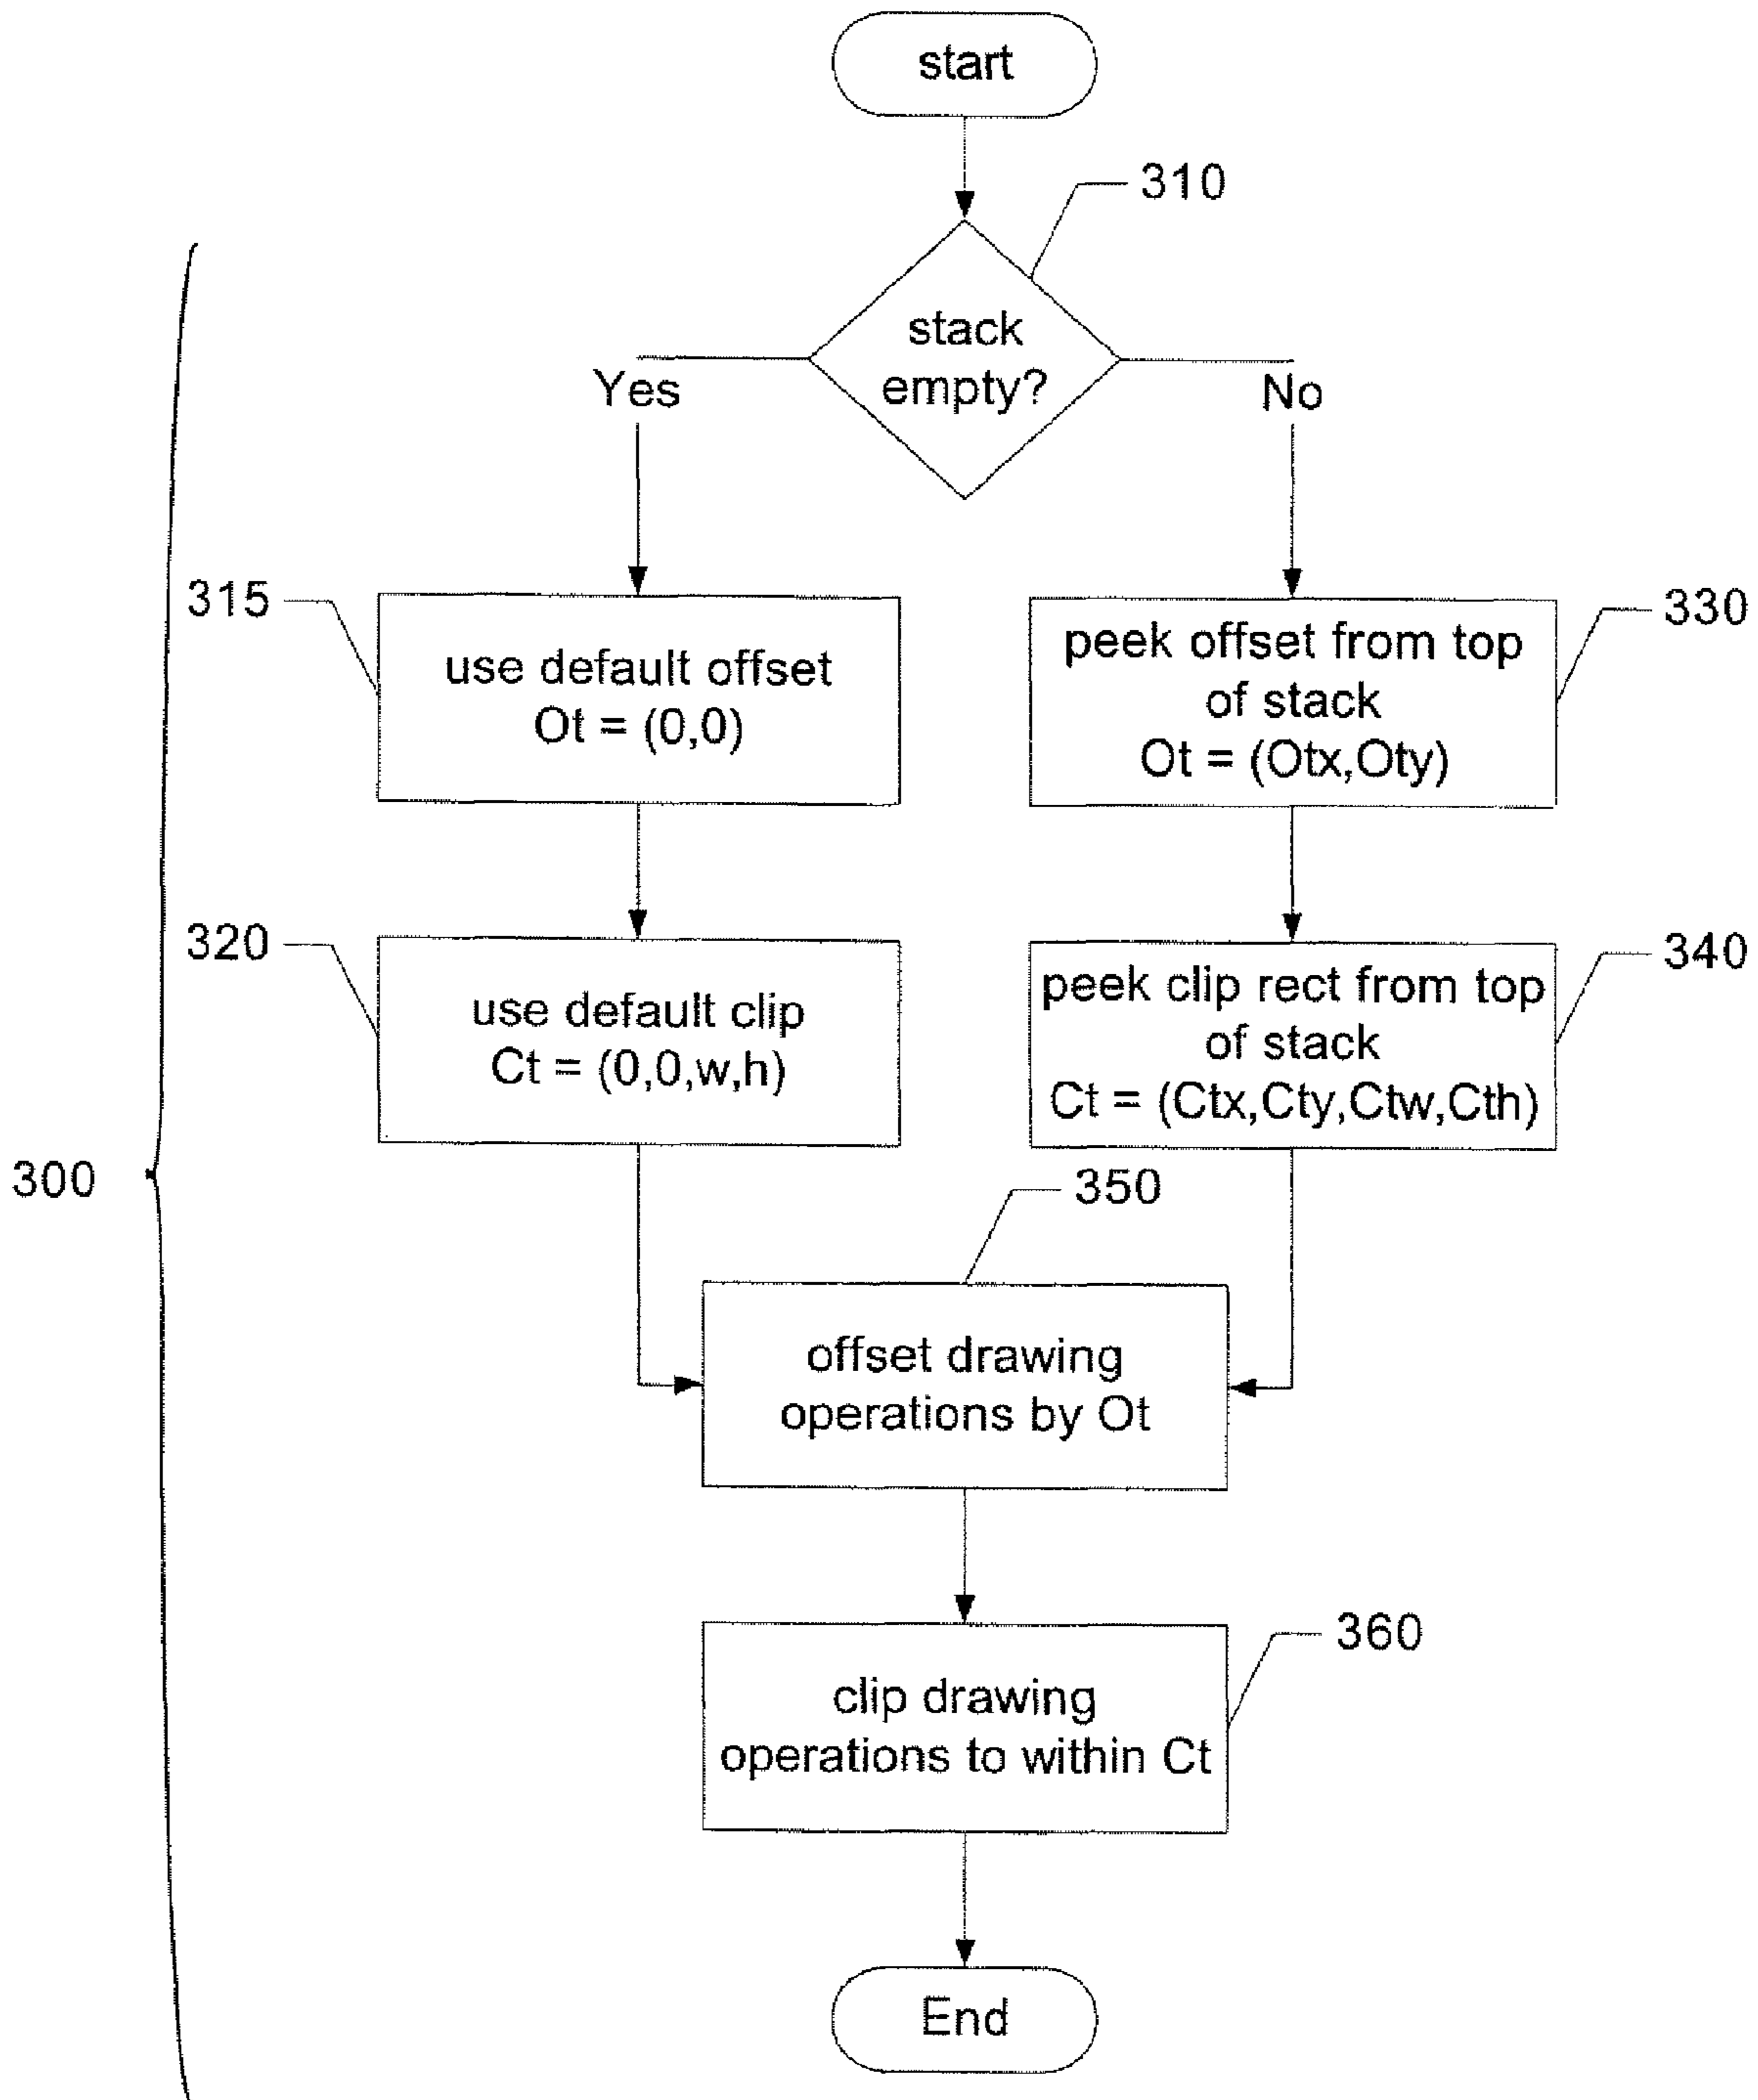 start
310
stack
empty?
Yes
No
315
use default offset
Ot = (0,0)
330
peek offset from top
of stack
Ot = (Otx,Oty)
320
use default clip
Ct = (0,0,w,h)
340
peek clip rect from top
of stack
Ct = (Ctx,Cty,Ctw,Cth)
300
350
offset drawing
operations by Ot
360
clip drawing
operations to within Ct
End